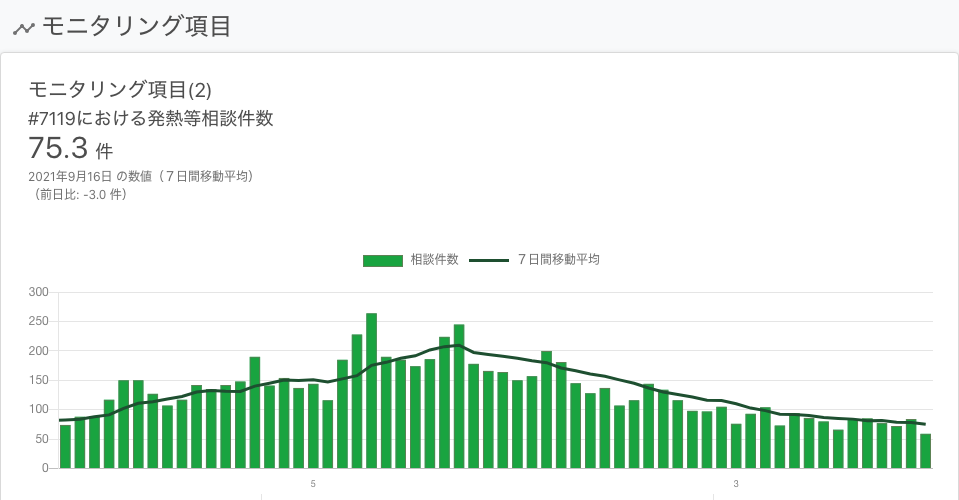 モニタリング項目
モニタリング項目(2)
#7119における発熱等相談件数
75.3 件
2021年9月16日 の数値（７日間移動平均）
（前日比: -3.0 件）
相談件数 ７日間移動平均
300
250
200
150
100
50
0
5 3